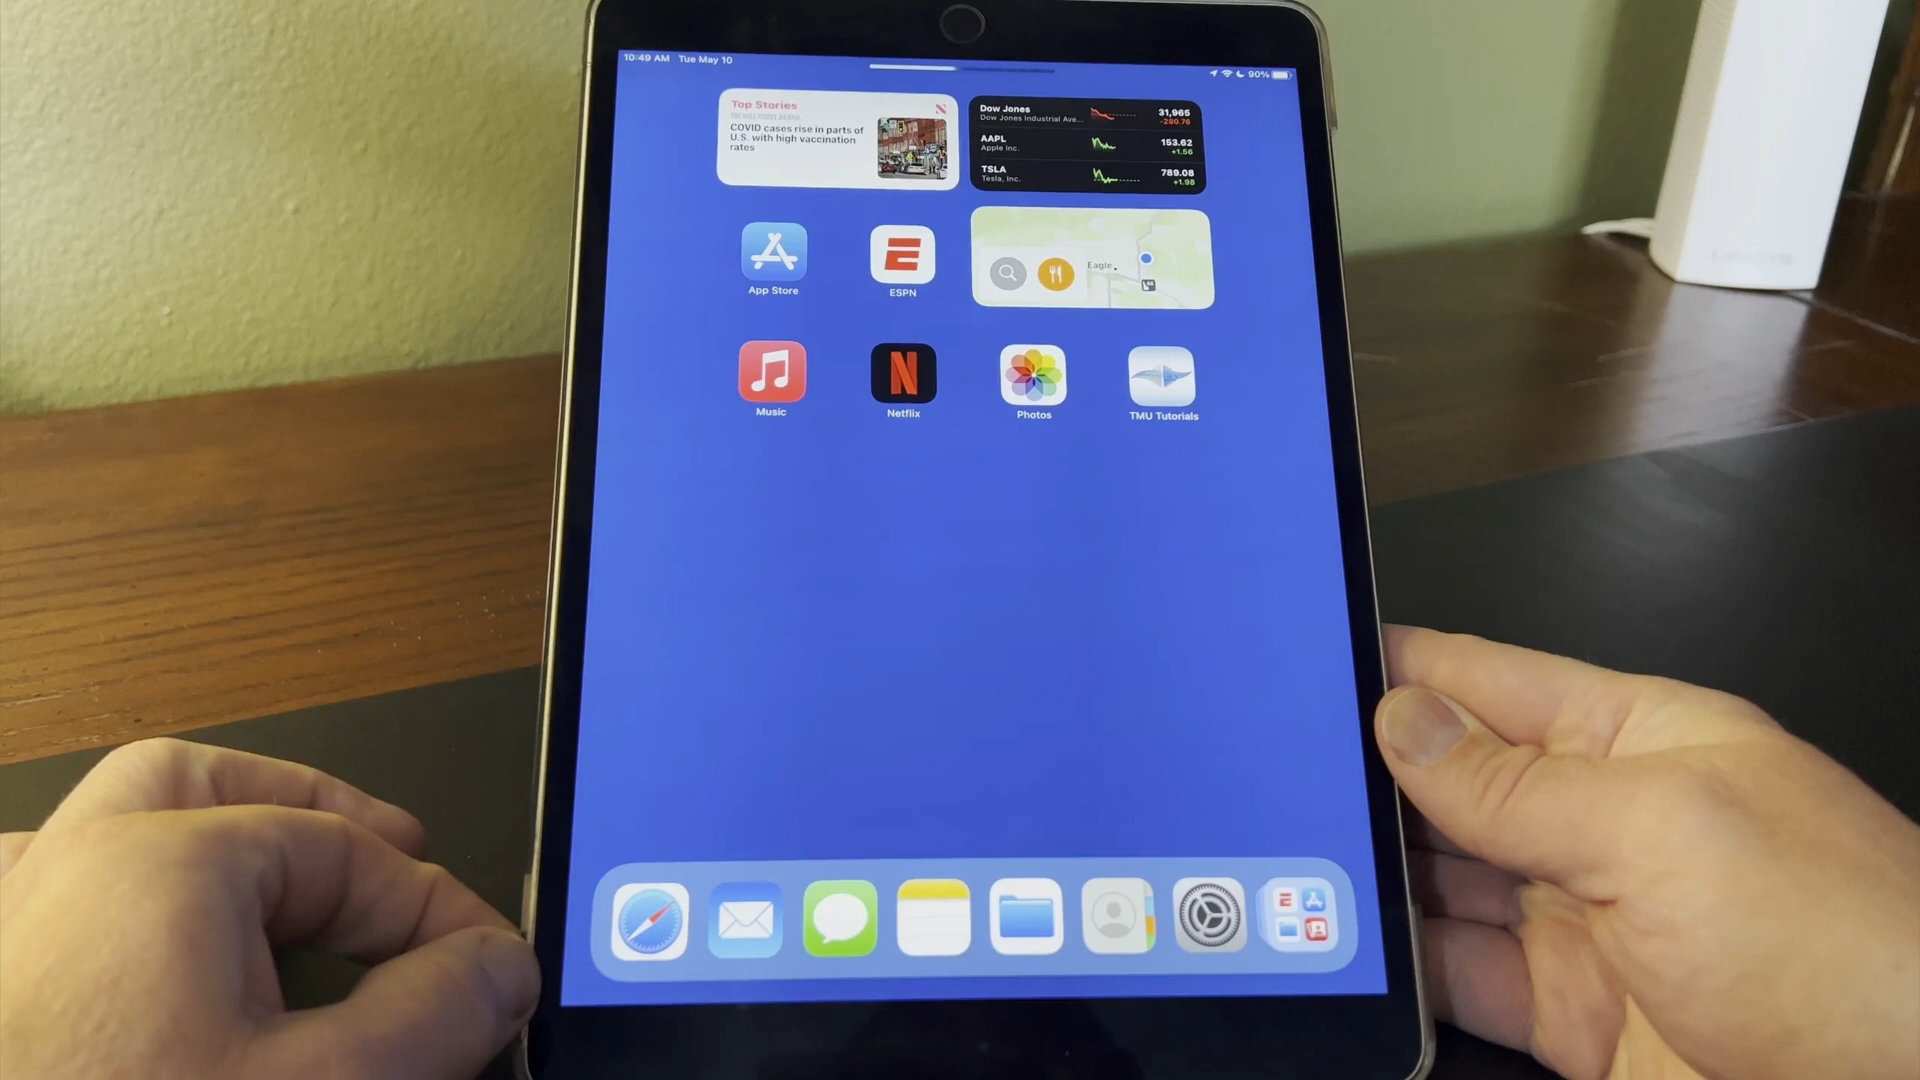 10:49 AM Tue May 10
90%
Top Stories
COVID cases rise in parts of
U.S. with high vaccination
rates
Dow Jones
Dow Jones Industrial Ave...
31,965
-280.76
AAPL
Apple Inc.
153.62
+1.56
TSLA
Tesla, Inc.
789.08
+1.98
Eagle
App Store
ESPN
Music
Netflix
Photos
TMU Tutorials